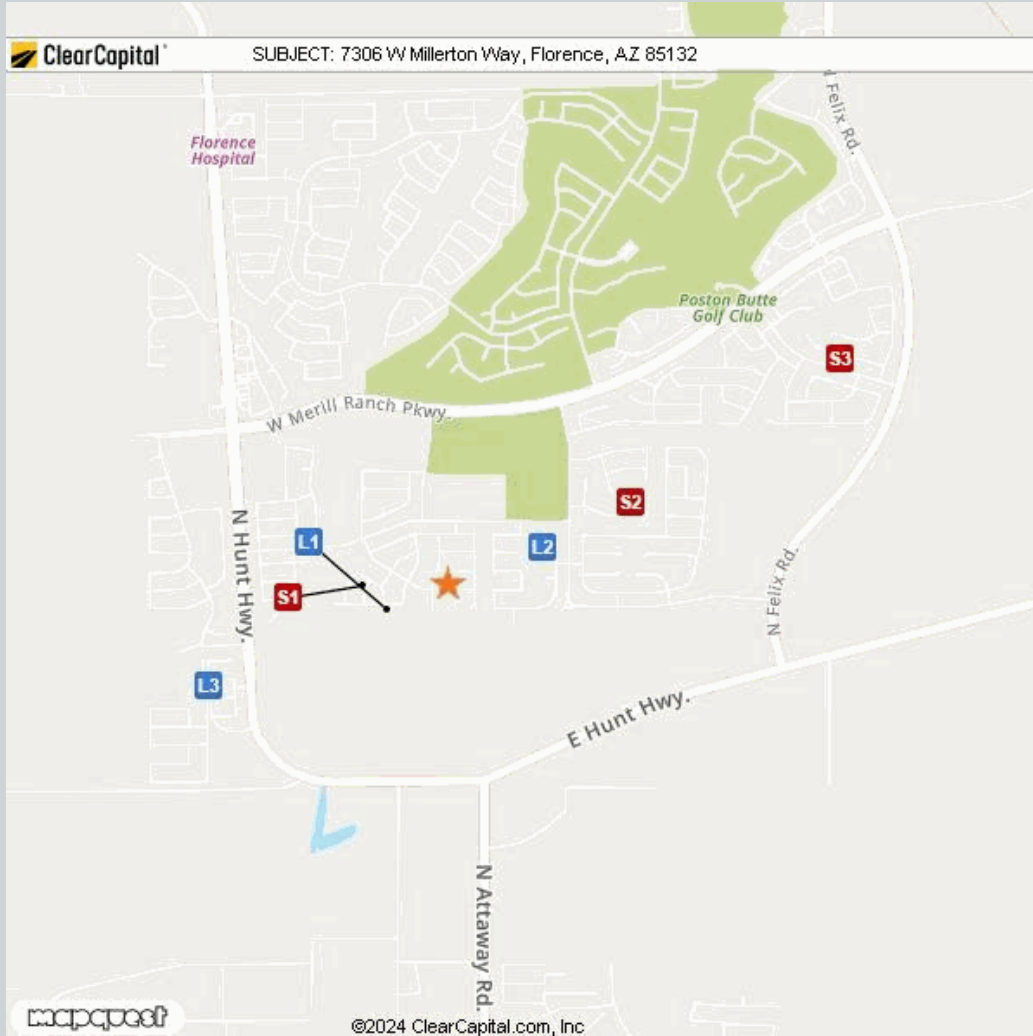 ClearCapital
SUBJECT: 7306 W Millerton Way, Florence, AZ 85132
N Felix Rd.
Florence
Hospital
Poston Butte
Golf Club
S3
W Merill Ranch Pkwy.
S2
N Hunt Hwy.
L1
L2
S1
N Felix Rd.
L3
E Hunt Hwy.
N Attaway Rd.
mapquest
©2024 ClearCapital.com, Inc